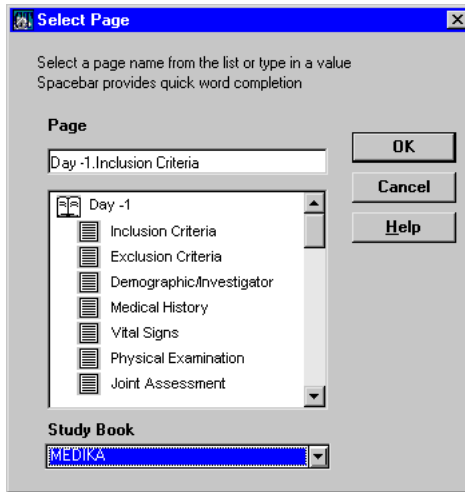 Select Page
Select a page name from the list or type in a value
Spacebar provides quick word completion
Page
Day -1.Inclusion Criteria
OK
Cancel
Help
Day -1
Inclusion Criteria
Exclusion Criteria
Demographic/Investigator
Medical History
Vital Signs
Physical Examination
Joint Assessment
Study Book
MEDIKA